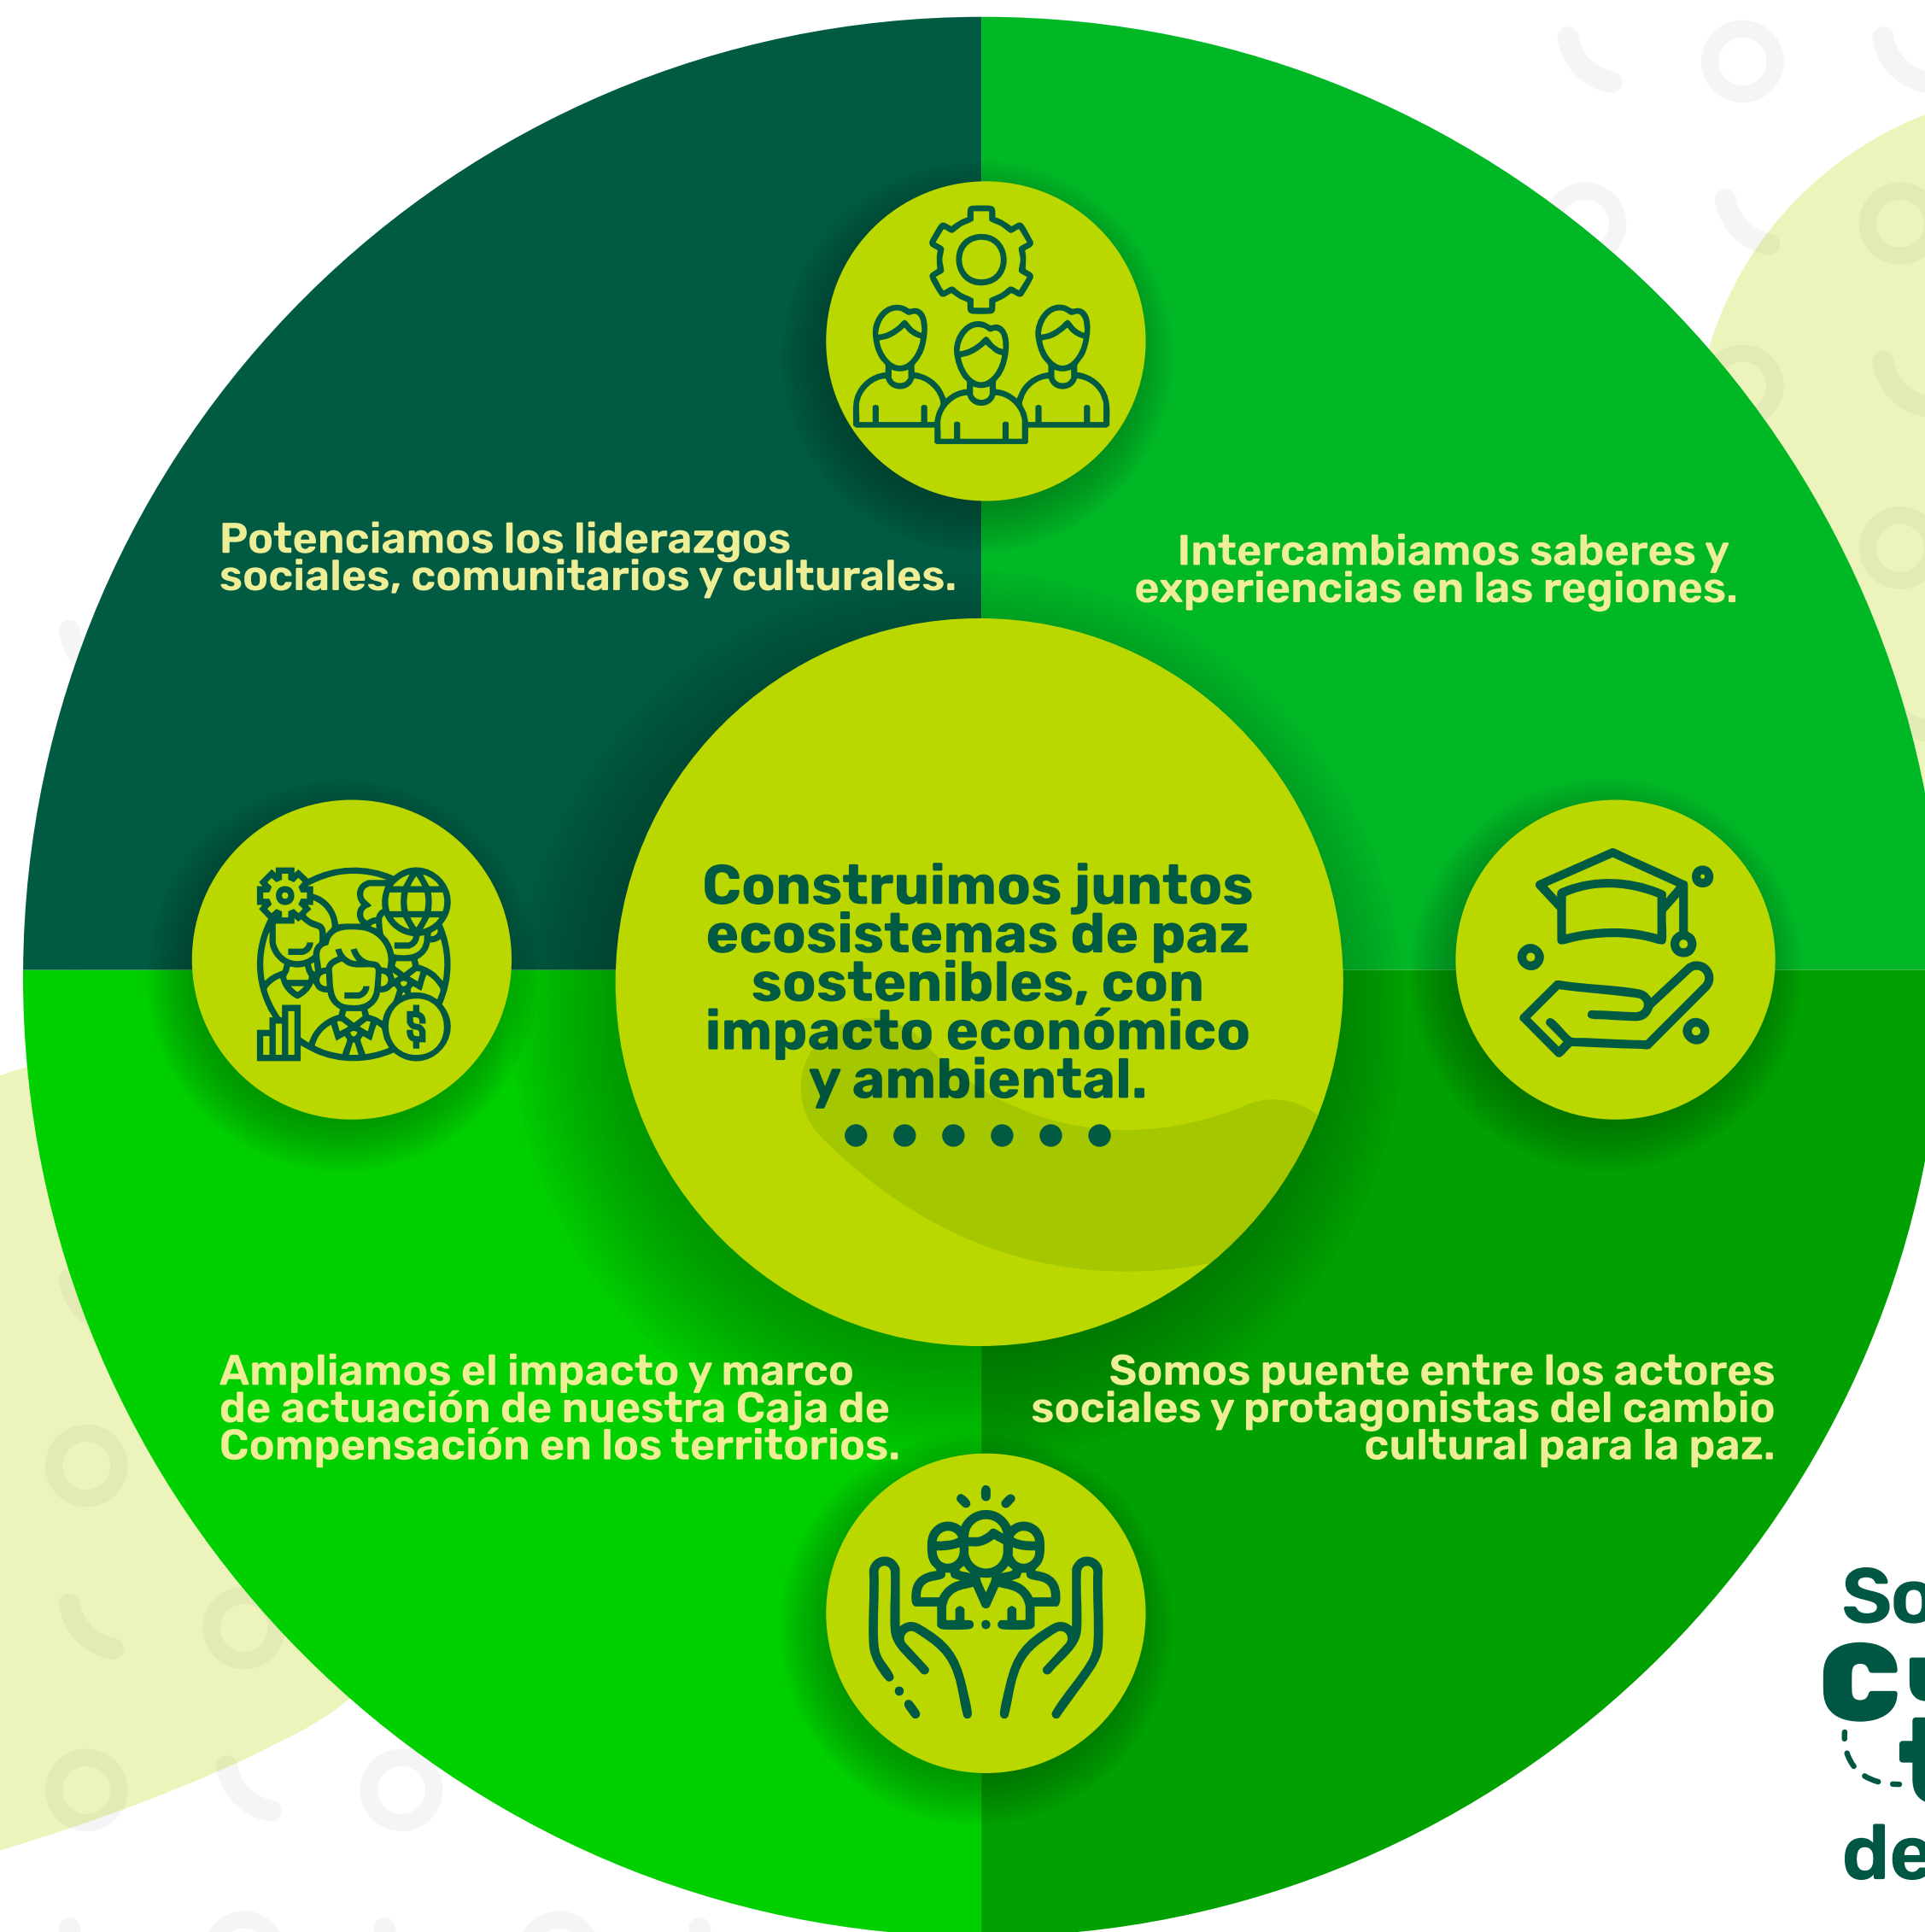 Potenciamos los liderazgos
sociales, comunitarios y culturales.
Intercambiamos saberes y
experiencias en las regiones.
Construimos juntos
ecosistemas de paz
sostenibles, con
impacto económico
y ambiental.
Ampliamos el impacto y marco
de actuación de nuestra Caja de
Compensación en los territorios.
Somos puente entre los actores
sociales y protagonistas del cambio
cultural para la paz.
$
de